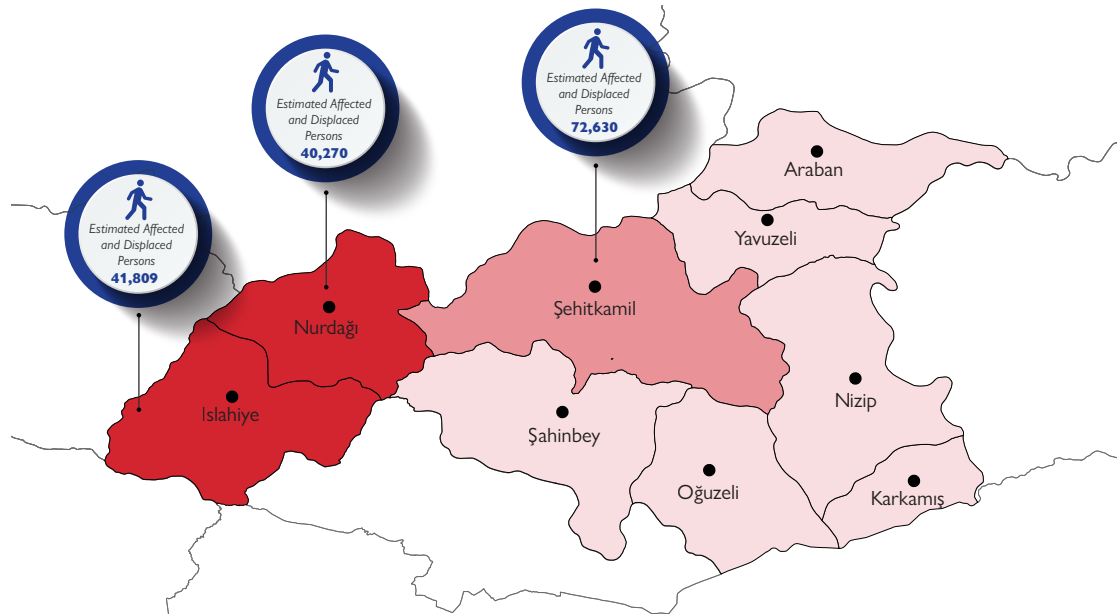 Estimated Affected
and Displaced
Persons
72,630
Estimated Affected
and Displaced
Persons
40,270
Estimated Affected
and Displaced
Persons
41,809
Araban
Yavuzeli
Şehitkamil
Nurdağı
Islahiye
Nizip
Şahinbey
Oğuzeli
Karkamış